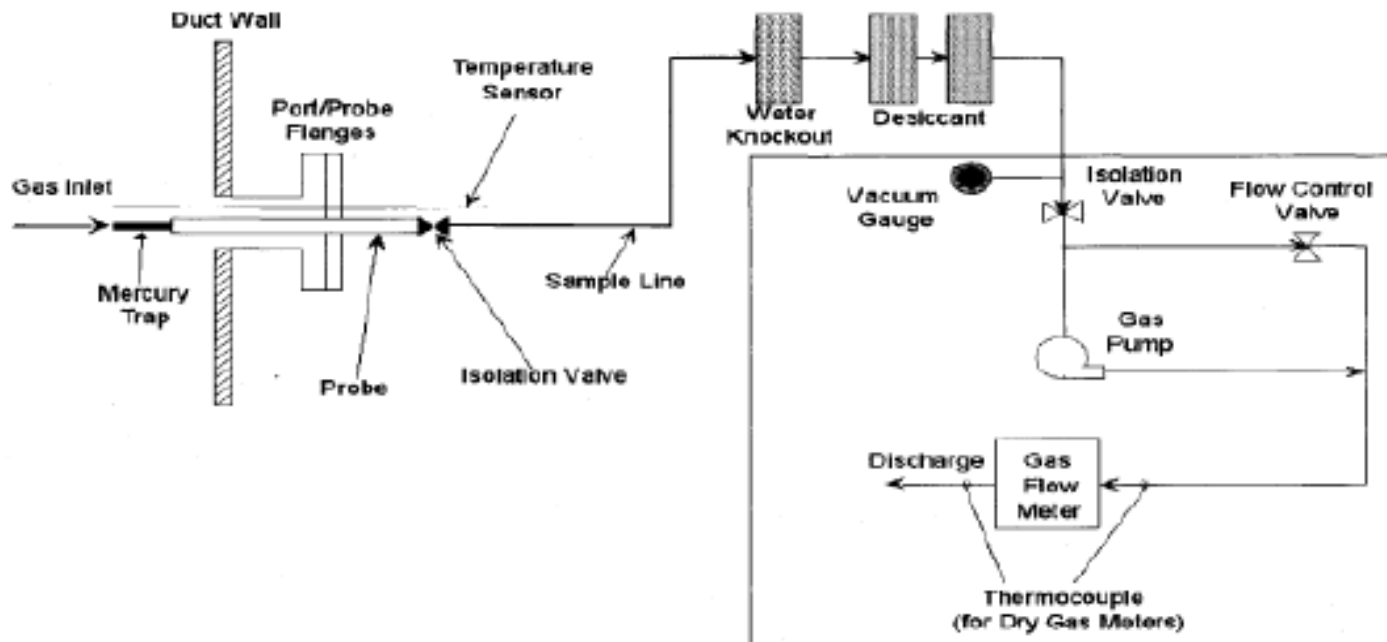 Duct Wall
Temperature
Sensor
Port/Probe
Flanges
Water
Knockout
Desiccant
Gas Inlet
Vacuum
Gauge
Isolation
Valve
Flow Control
Valve
Mercury
Trap
Sample Line
Probe
Isolation Valve
Gas
Pump
Discharge
Gas
Flow
Meter
Thermocouple
(for Dry Gas Meters)